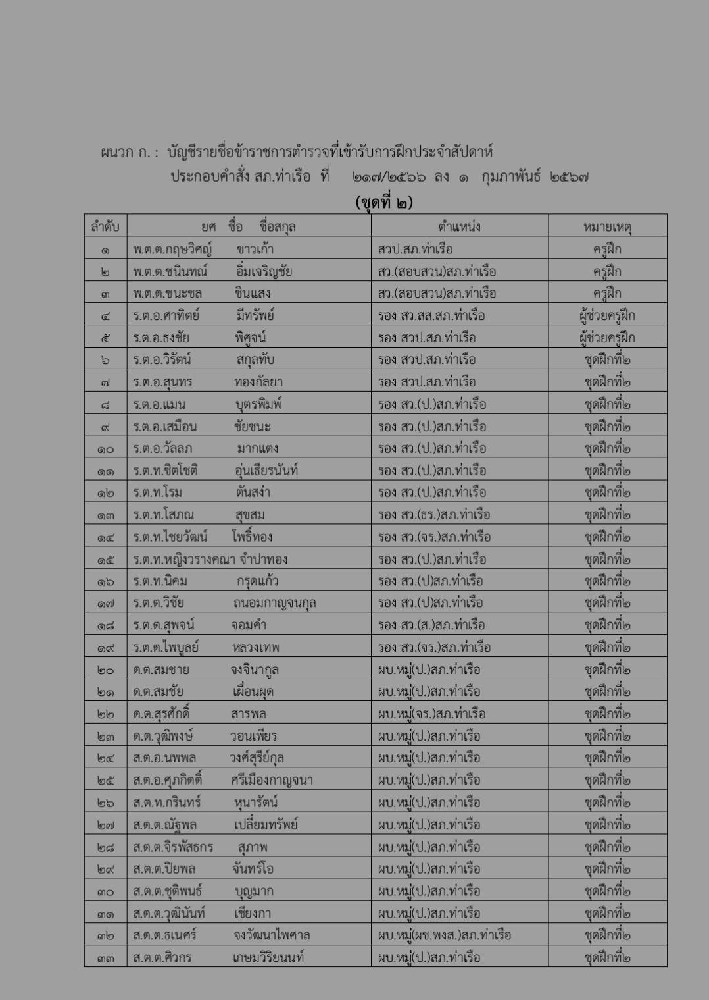 ผนวก ก. : บัญชีรายชื่อข้าราชการตำรวจที่เข้ารับการฝึกประจำสัปดาห์
ประกอบคำสั่ง สภ.ท่าเรือ ที่ ๒๑๗/๒๕๖๖ ลง ๑ กุมภาพันธ์ ๒๕๖๗
(ชุดที่ ๒)
ลำดับ ยศ ชื่อ ชื่อสกุล ตำแหน่ง หมายเหตุ
๑ พ.ต.ต.กฤษวิศญ์ ขาวเก้า สวป.สภ.ท่าเรือ ครูฝึก
๒ พ.ต.ต.ชนินทณ์ อิ่มเจริญชัย สว.(สอบสวน)สภ.ท่าเรือ ครูฝึก
๓ พ.ต.ต.ชนะชล ชินแสง สว.(สอบสวน)สภ.ท่าเรือ ครูฝึก
๔ ร.ต.อ.ศาทิตย์ มีทรัพย์ รอง สว.สส.สภ.ท่าเรือ ผู้ช่วยครูฝึก
๕ ร.ต.อ.ธงชัย พิศูจน์ รอง สวป.สภ.ท่าเรือ ผู้ช่วยครูฝึก
๖ ร.ต.อ.วิรัตน์ สกุลทับ รอง สวป.สภ.ท่าเรือ ชุดฝึกที่๒
๗ ร.ต.อ.สุนทร ทองกัลยา รอง สวป.สภ.ท่าเรือ ชุดฝึกที่๒
๘ ร.ต.อ.แมน บุตรพิมพ์ รอง สว.(ป.)สภ.ท่าเรือ ชุดฝึกที่๒
๙ ร.ต.อ.เสมือน ชัยชนะ รอง สว.(ป.)สภ.ท่าเรือ ชุดฝึกที่๒
๑๐ ร.ต.อ.วัลลภ มากแตง รอง สว.(ป.)สภ.ท่าเรือ ชุดฝึกที่๒
๑๑ ร.ต.ท.ชิตโชติ อุ่นเธียรนันท์ รอง สว.(ป.)สภ.ท่าเรือ ชุดฝึกที่๒
๑๒ ร.ต.ท.โรม ตันสง่า รอง สว.(ป.)สภ.ท่าเรือ ชุดฝึกที่๒
๑๓ ร.ต.ท.โสภณ สุขสม รอง สว.(ธร.)สภ.ท่าเรือ ชุดฝึกที่๒
๑๔ ร.ต.ท.ไชยวัฒน์ โพธิ์ทอง รอง สว.(จร.)สภ.ท่าเรือ ชุดฝึกที่๒
๑๕ ร.ต.ท.หญิงวรางคณา จำปาทอง รอง สว.(ป.)สภ.ท่าเรือ ชุดฝึกที่๒
๑๖ ร.ต.ท.นิคม กรุดแก้ว รอง สว.(ป)สภ.ท่าเรือ ชุดฝึกที่๒
๑๗ ร.ต.ต.วิชัย ถนอมกาญจนกุล รอง สว.(ป)สภ.ท่าเรือ ชุดฝึกที่๒
๑๘ ร.ต.ต.สุพจน์ จอมคำ รอง สว.(ส.)สภ.ท่าเรือ ชุดฝึกที่๒
๑๙ ร.ต.ต.ไพบูลย์ หลวงเทพ รอง สว.(จร.)สภ.ท่าเรือ ชุดฝึกที่๒
๒๐ ด.ต.สมชาย จงจินากูล ผบ.หมู่(ป.)สภ.ท่าเรือ ชุดฝึกที่๒
๒๑ ด.ต.สมชัย เผื่อนผุด ผบ.หมู่(ป.)สภ.ท่าเรือ ชุดฝึกที่๒
๒๒ ด.ต.สุรศักดิ์ สารพล ผบ.หมู่(จร.)สภ.ท่าเรือ ชุดฝึกที่๒
๒๓ ด.ต.วุฒิพงษ์ วอนเพียร ผบ.หมู่(ป.)สภ.ท่าเรือ ชุดฝึกที่๒
๒๔ ส.ต.อ.นพพล วงศ์สุรีย์กุล ผบ.หมู่(ป.)สภ.ท่าเรือ ชุดฝึกที่๒
๒๕ ส.ต.อ.ศุภกิตติ์ ศรีเมืองกาญจนา ผบ.หมู่(ป.)สภ.ท่าเรือ ชุดฝึกที่๒
๒๖ ส.ต.ท.กรินทร์ หุนารัตน์ ผบ.หมู่(ป.)สภ.ท่าเรือ ชุดฝึกที่๒
๒๗ ส.ต.ต.ณัฐพล เปลี่ยมทรัพย์ ผบ.หมู่(ป.)สภ.ท่าเรือ ชุดฝึกที่๒
๒๘ ส.ต.ต.จิรพัสธกร สุภาพ ผบ.หมู่(ป.)สภ.ท่าเรือ ชุดฝึกที่๒
๒๙ ส.ต.ต.ปิยพล จันทร์โอ ผบ.หมู่(ป.)สภ.ท่าเรือ ชุดฝึกที่๒
๓๐ ส.ต.ต.ชุติพนธ์ บุญมาก ผบ.หมู่(ป.)สภ.ท่าเรือ ชุดฝึกที่๒
๓๑ ส.ต.ต.วุฒินันท์ เชียงกา ผบ.หมู่(ป.)สภ.ท่าเรือ ชุดฝึกที่๒
๓๒ ส.ต.ต.ธเนศร์ จงวัฒนาไพศาล ผบ.หมู่(ผช.พงส.)สภ.ท่าเรือ ชุดฝึกที่๒
๓๓ ส.ต.ต.ศิวกร เกษมวิริยนนท์ ผบ.หมู่(ป.)สภ.ท่าเรือ ชุดฝึกที่๒